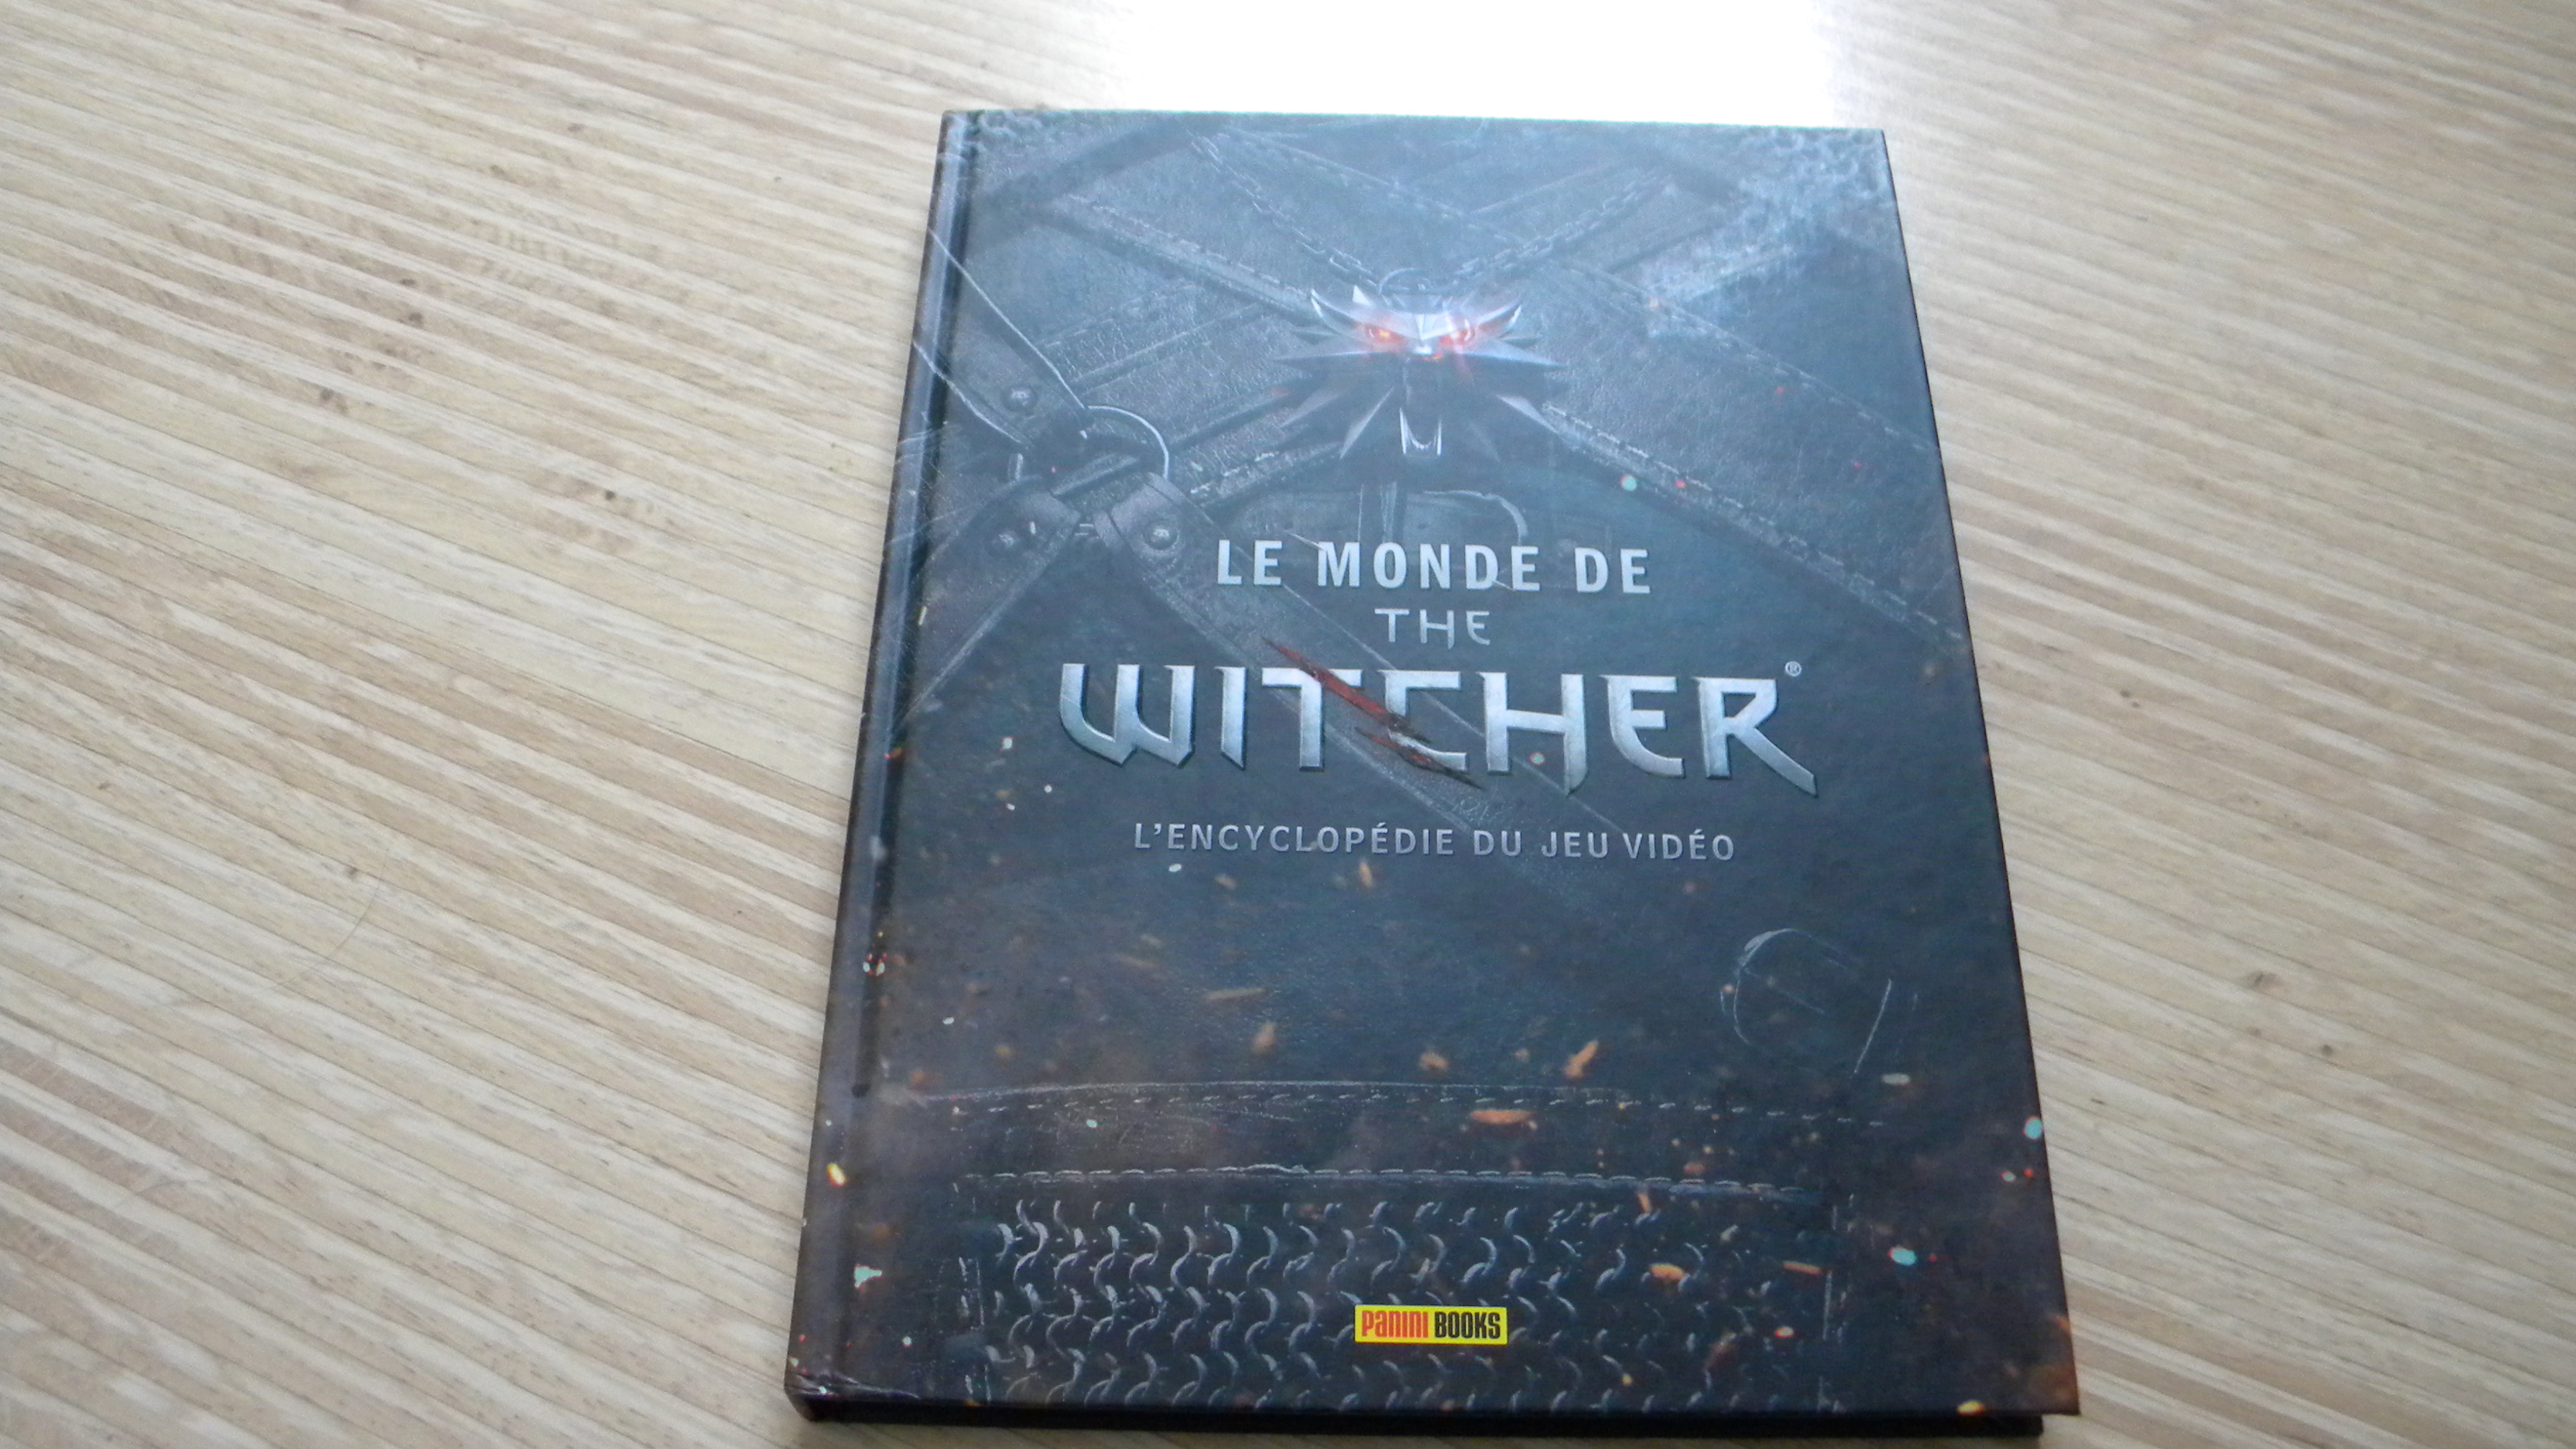 LE MONDE DE
THE
WITCHER®
L'ENCYCLOPÉDIE DU JEU VIDÉO
PANINI BOOKS